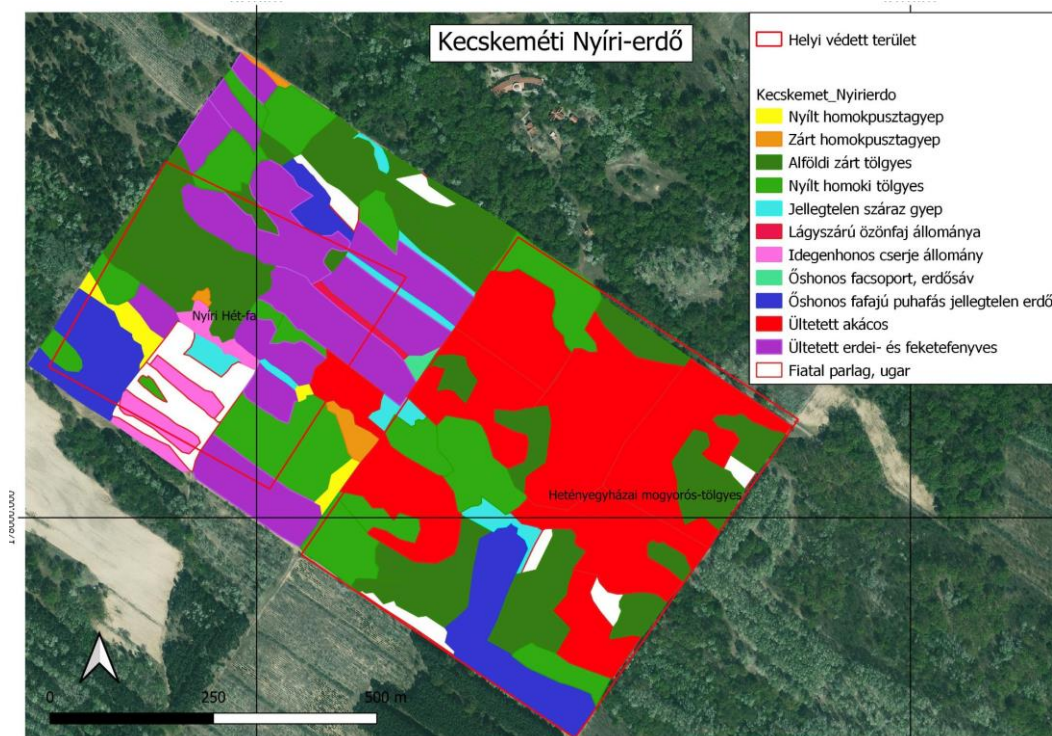 Kecskeméti Nyíri-erdő
Helyi védett terület
Kecskemet_Nyirierdo
Nyílt homokpusztagyep
Zárt homokpusztagyep
Alföldi zárt tölgyes
Nyílt homoki tölgyes
Jellegtelen száraz gyep
Lágyszárú özönfaj állománya
Idegenhonos cserje állomány
Őshonos facsoport, erdősáv
Őshonos fafajú puhafás jellegtelen erdő
Ültetett akácos
Ültetett erdei- és feketefenyves
Fiatal parlag, ugar
Nyíri Hét-fa
Hetényegyházai mogyorós-tölgyes
0 250 500 m